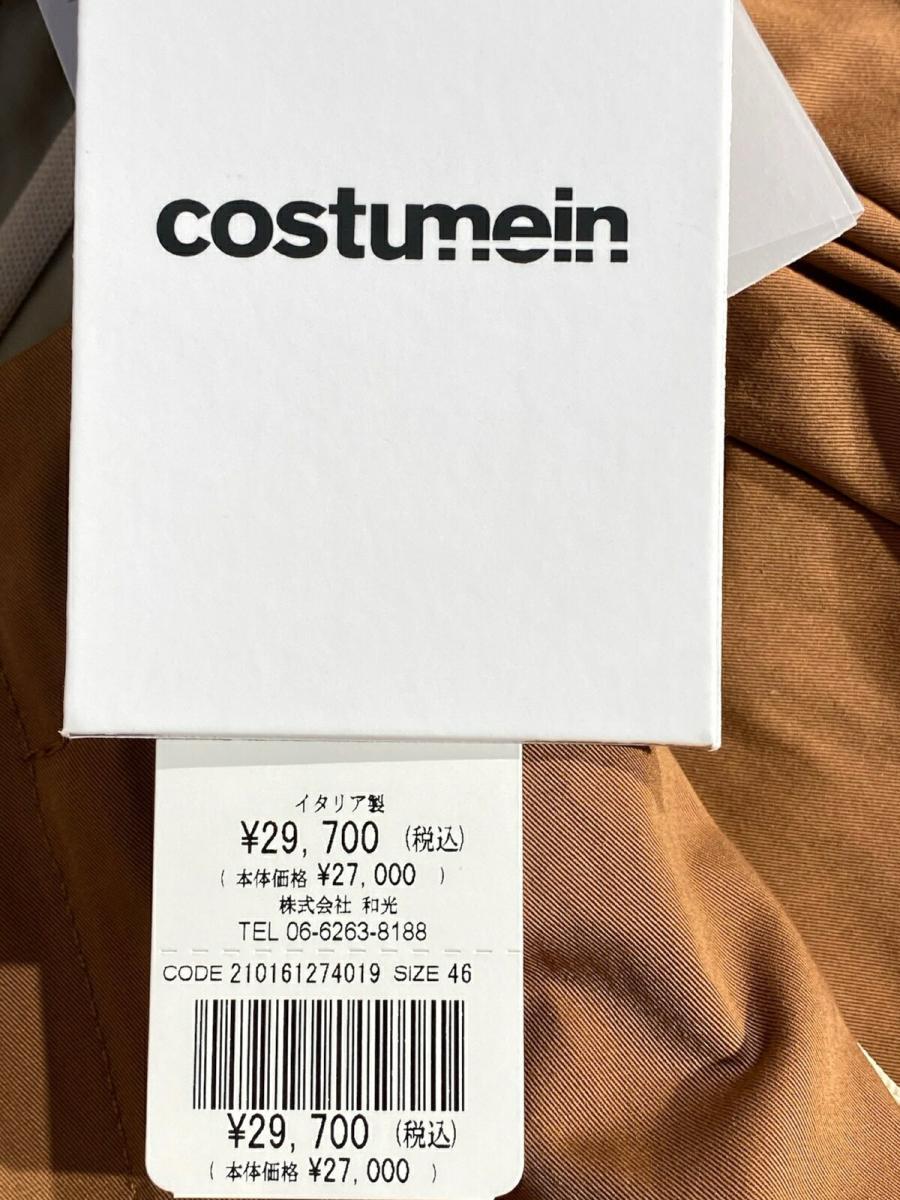 costumein
イタリア製
¥29,700 (税込)
( 本体価格 ¥27,000 )
株式会社 和光
TEL 06-6263-8188
CODE 210161274019 SIZE 46
¥29,700 (税込)
( 本体価格 ¥27,000 )